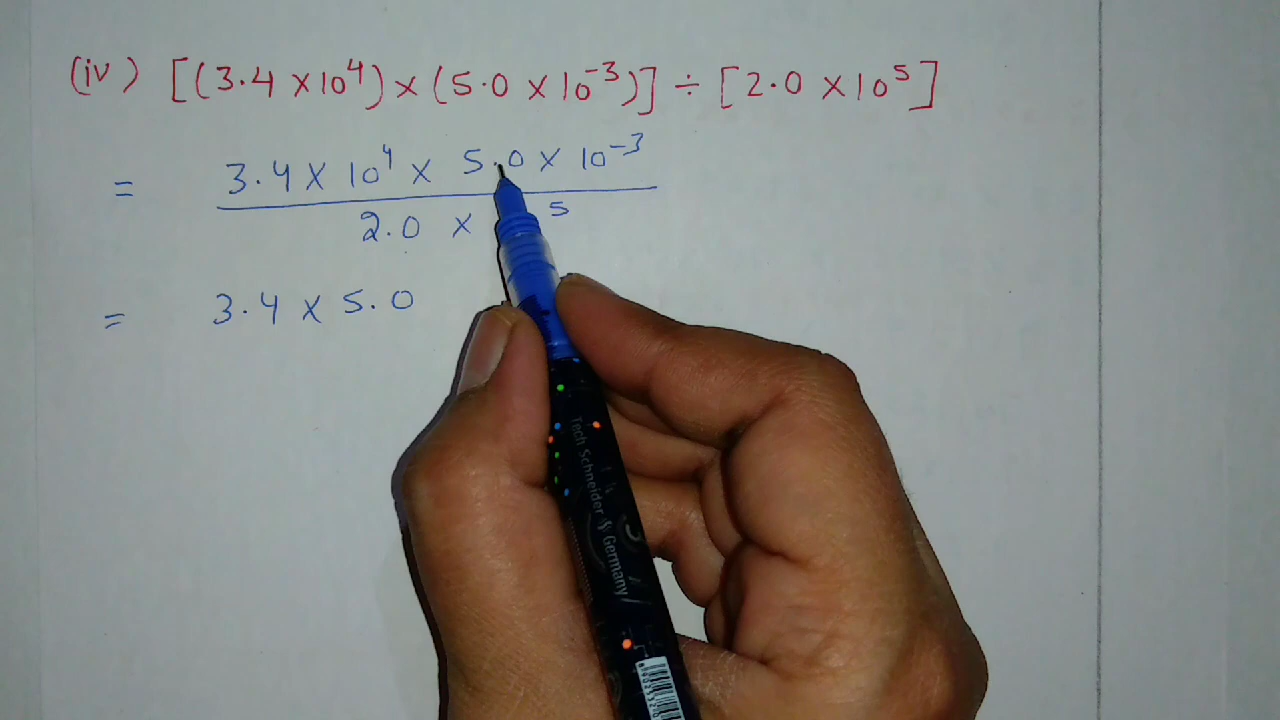 (iv) [(3.4 × 10⁴) × (5.0 × 10⁻³)] ÷ [2.0 × 10⁵]
= 3.4 × 10⁴ × 5.0 × 10⁻³
2.0 × ⁵
= 3.4 × 5.0
Tech Schneider Germany